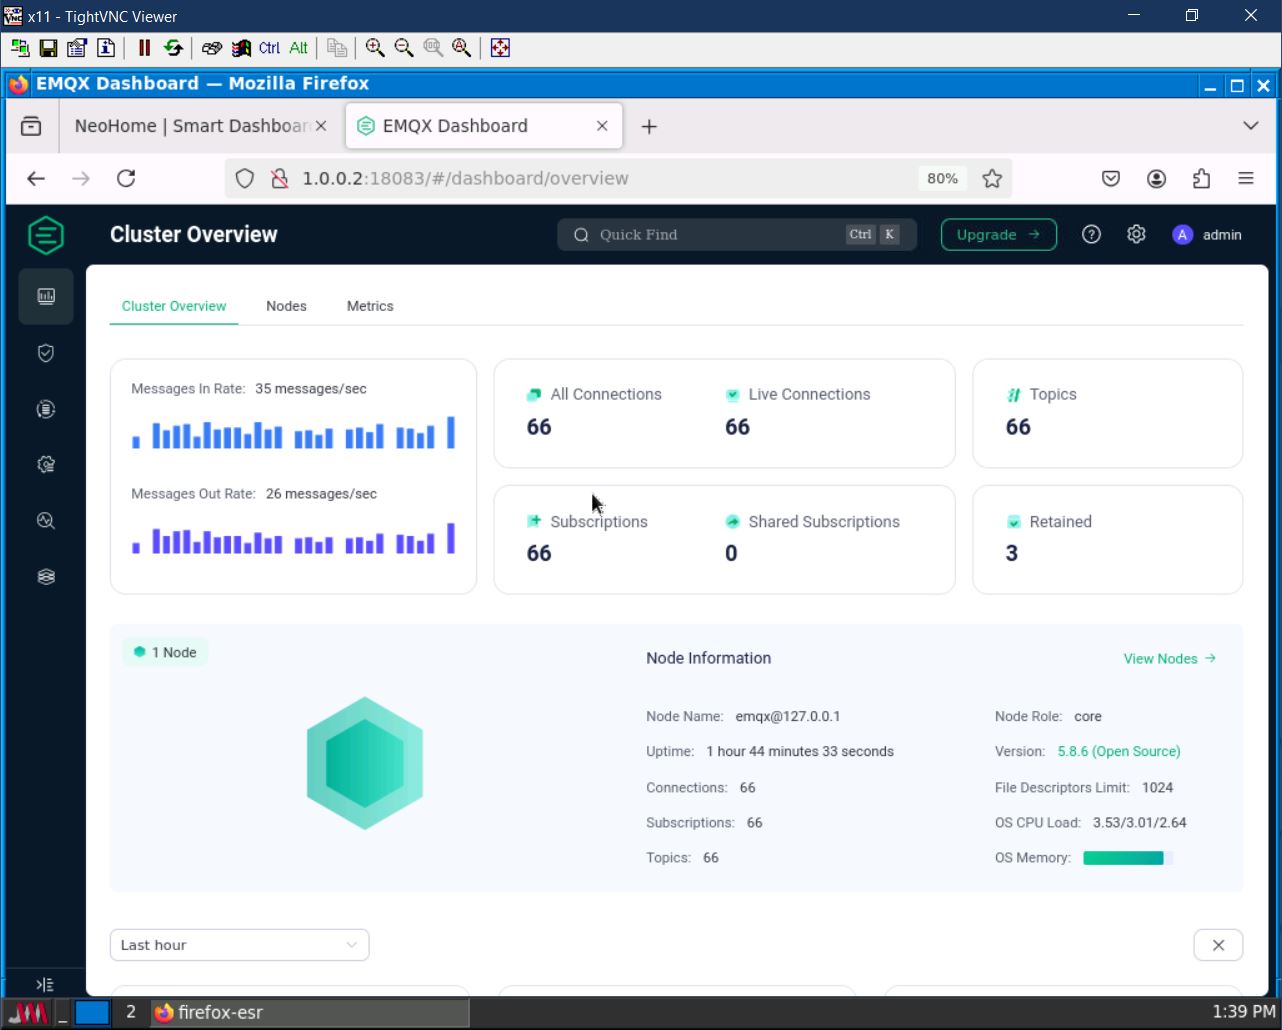 x11 - TightVNC Viewer
Ctrl Alt
EMQX Dashboard — Mozilla Firefox
NeoHome | Smart Dashboar
EMQX Dashboard
1.0.0.2:18083/#/dashboard/overview
80%
Cluster Overview
Quick Find
Ctrl K
Upgrade
A
admin
Cluster Overview
Nodes
Metrics
Messages In Rate: 35 messages/sec
Messages Out Rate: 26 messages/sec
All Connections
66
Live Connections
66
Topics
66
Subscriptions
66
Shared Subscriptions
0
Retained
3
1 Node
Node Information
View Nodes
Node Name: emqx@127.0.0.1
Node Role: core
Uptime: 1 hour 44 minutes 33 seconds
Version: 5.8.6 (Open Source)
Connections: 66
File Descriptors Limit: 1024
Subscriptions: 66
OS CPU Load: 3.53/3.01/2.64
Topics: 66
OS Memory:
Last hour
2
firefox-esr
1:39 PM